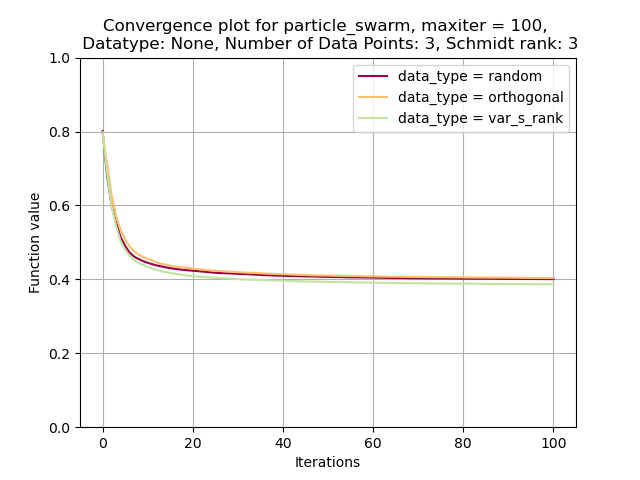 Convergence plot for particle_swarm, maxiter = 100,
Datatype: None, Number of Data Points: 3, Schmidt rank: 3
1.0
0.8
0.6
0.4
0.2
0.0
Function value
data_type = random
data_type = orthogonal
data_type = var_s_rank
0 20 40 60 80 100
Iterations